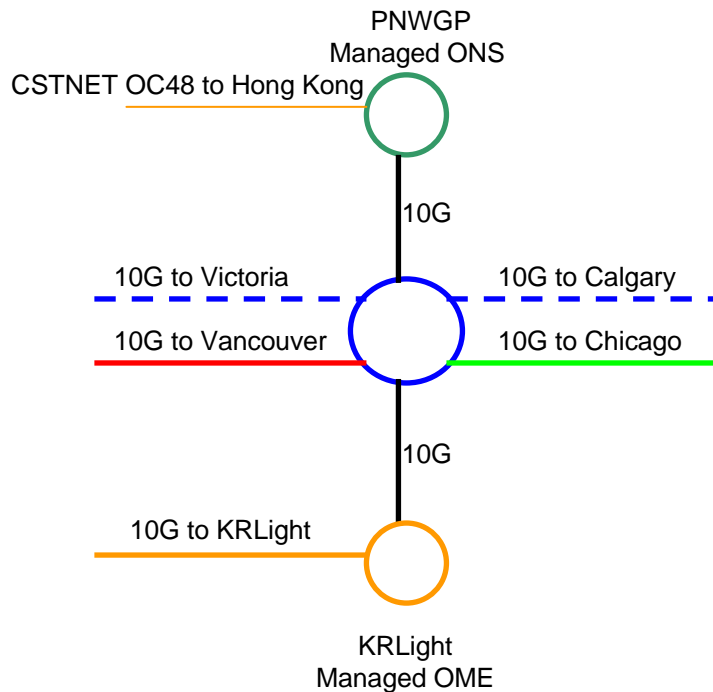 PNWGP
Managed ONS
CSTNET OC48 to Hong Kong
10G
10G to Victoria
10G to Calgary
10G to Vancouver
10G to Chicago
10G
10G to KRLight
KRLight
Managed OME